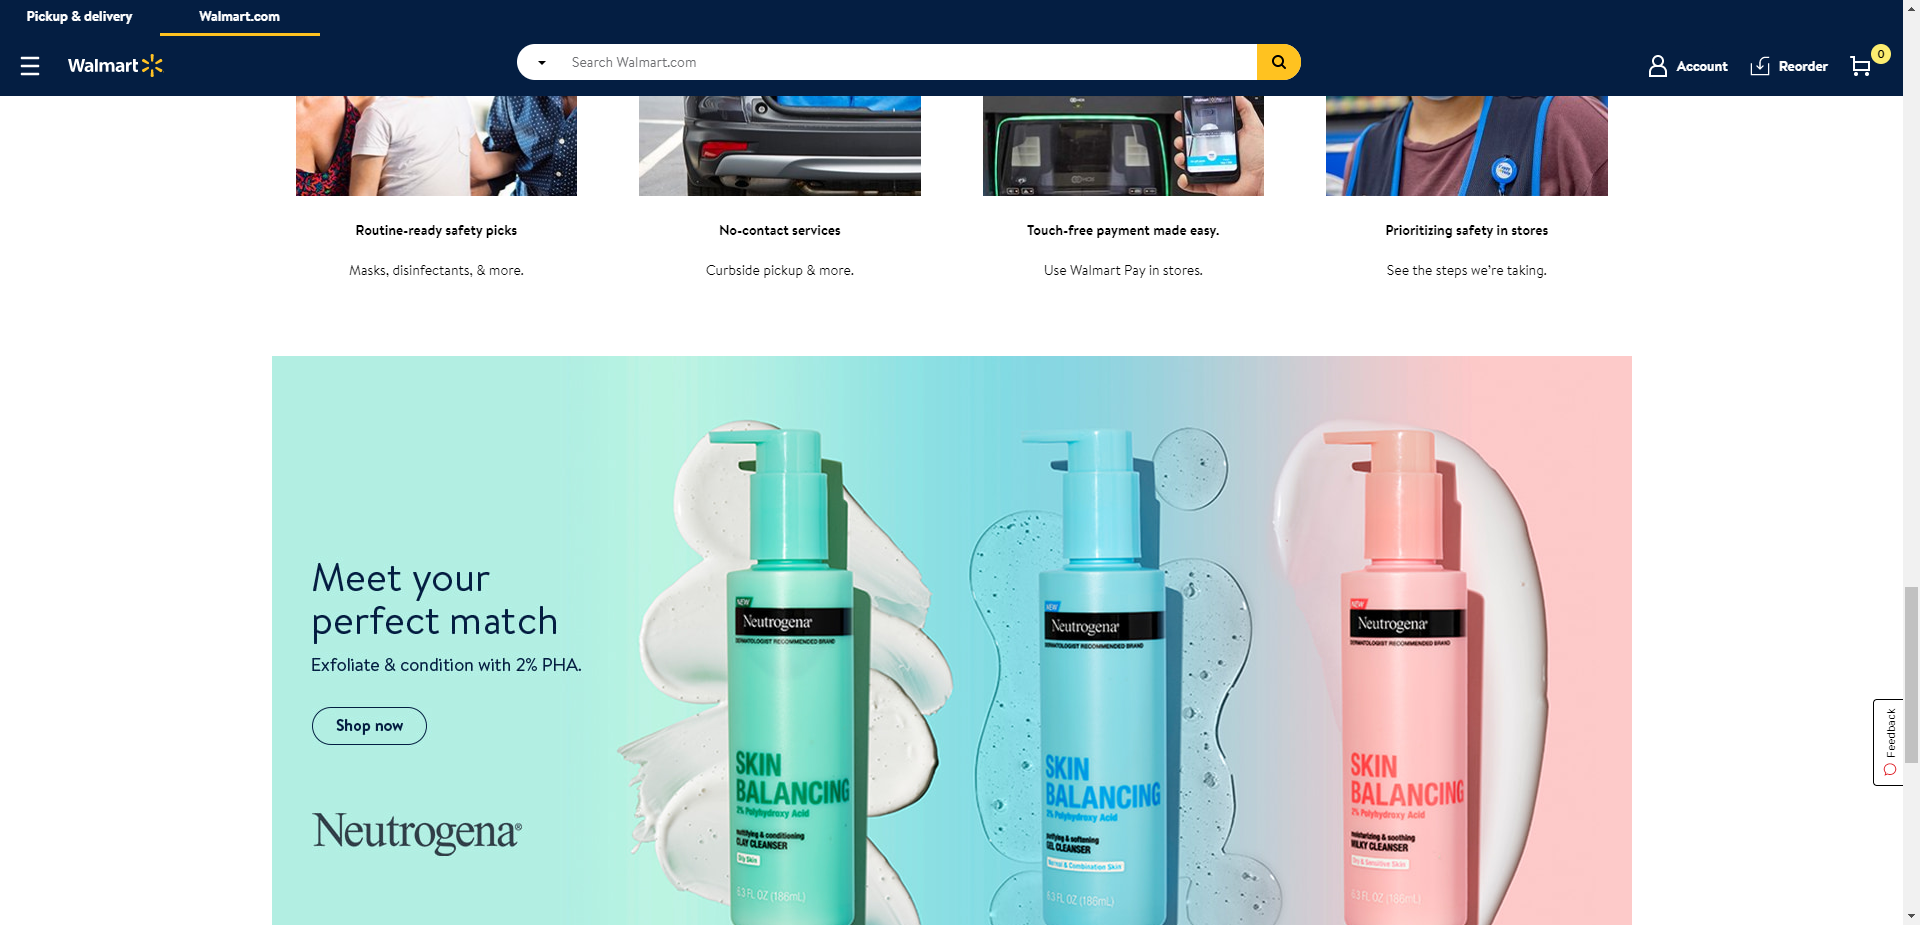 Pickup & delivery
Walmart.com
Walmart
Search Walmart.com
Account
Reorder
0
Routine-ready safety picks
No-contact services
Touch-free payment made easy.
Prioritizing safety in stores
Masks, disinfectants, & more.
Curbside pickup & more.
Use Walmart Pay in stores.
See the steps we're taking.
Meet your
perfect match
Exfoliate & condition with 2% PHA.
Shop now
Neutrogena®
NEW
Neutrogena®
DERMATOLOGIST RECOMMENDED BRAND
SKIN
BALANCING
2% Polyhydroxy Acid
mattifying & conditioning
CLAY CLEANSER
Oily Skin
6.3 FL OZ (186mL)
NEW
Neutrogena®
DERMATOLOGIST RECOMMENDED BRAND
SKIN
BALANCING
2% Polyhydroxy Acid
purifying & softening
GEL CLEANSER
Normal & Combination Skin
6.3 FL OZ (186mL)
NEW
Neutrogena®
DERMATOLOGIST RECOMMENDED BRAND
SKIN
BALANCING
2% Polyhydroxy Acid
moisturizing & soothing
MILKY CLEANSER
Dry & Sensitive Skin
6.3 FL OZ (186mL)
Feedback